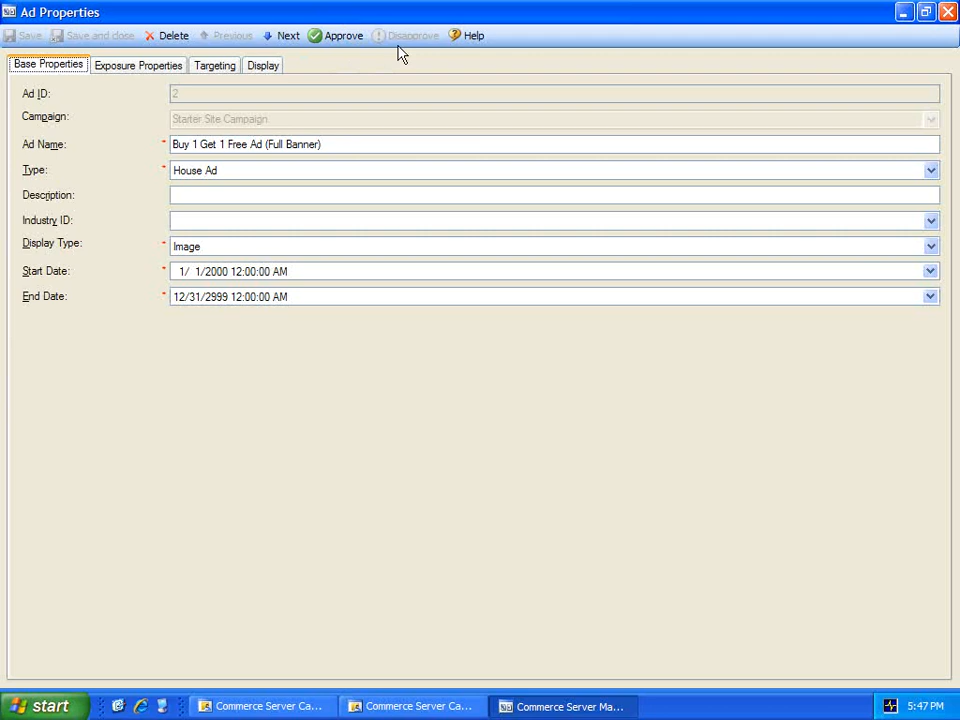 Ad Properties
Save Save and close Delete Previous Next Approve Disapprove Help
Base Properties Exposure Properties Targeting Display
Ad ID: 2
Campaign: Starter Site Campaign
Ad Name: * Buy 1 Get 1 Free Ad (Full Banner)
Type: * House Ad
Description:
Industry ID:
Display Type: * Image
Start Date: * 1/ 1/2000 12:00:00 AM
End Date: * 12/31/2999 12:00:00 AM
start Commerce Server Ca... Commerce Server Ca... Commerce Server Ma... 5:47 PM